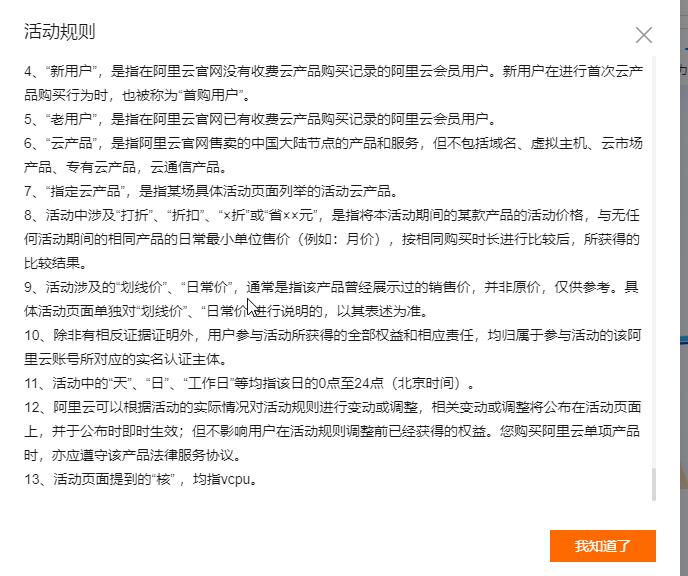 活动规则
4、“新用户”，是指在阿里云官网没有收费云产品购买记录的阿里云会员用户。新用户在进行首次云产
品购买行为时，也被称为“首购用户”。
5、“老用户”，是指在阿里云官网已有收费云产品购买记录的阿里云会员用户。
6、“云产品”，是指阿里云官网售卖的中国大陆节点的产品和服务，但不包括域名、虚拟主机、云市场
产品、专有云产品，云通信产品。
7、“指定云产品”，是指某场具体活动页面列举的活动云产品。
8、活动中涉及“打折”、“折扣”、“×折”或“省××元”，是指将本活动期间的某款产品的活动价格，与无任
何活动期间的相同产品的日常最小单位售价（例如：月价），按相同购买时长进行比较后，所获得的
比较结果。
9、活动涉及的“划线价”、“日常价”，通常是指该产品曾经展示过的销售价，并非原价，仅供参考。具
体活动页面单独对“划线价”、“日常价”进行说明的，以其表述为准。
10、除非有相反证据证明外，用户参与活动所获得的全部权益和相应责任，均归属于参与活动的该阿
里云账号所对应的实名认证主体。
11、活动中的“天”、“日”、“工作日”等均指该日的0点至24点（北京时间）。
12、阿里云可以根据活动的实际情况对活动规则进行变动或调整，相关变动或调整将公布在活动页面
上，并于公布时即时生效；但不影响用户在活动规则调整前已经获得的权益。您购买阿里云单项产品
时，亦应遵守该产品法律服务协议。
13、活动页面提到的“核” ，均指vcpu。
我知道了